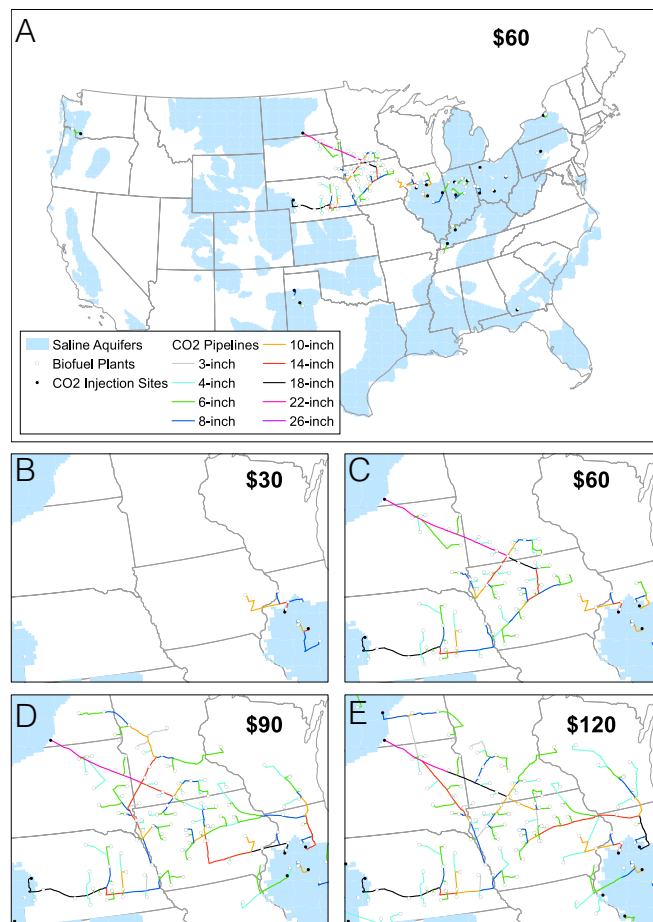 A
$60
Saline Aquifers
Biofuel Plants
CO2 Injection Sites
CO2 Pipelines
3-inch
4-inch
6-inch
8-inch
10-inch
14-inch
18-inch
22-inch
26-inch
B
$30
C
$60
D
$90
E
$120